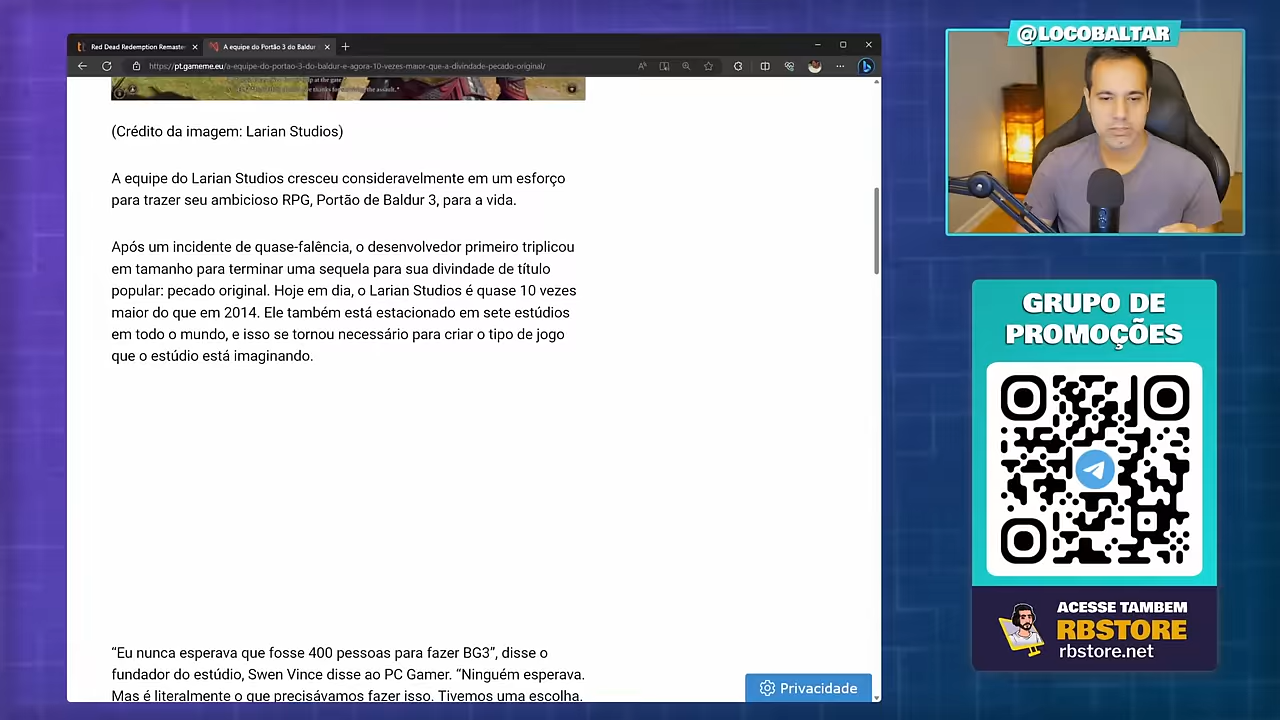 @LOCOBALTAR
Red Dead Redemption Remaste
A equipe do Portão 3 do Baldur
https://pt.gameme.eu/a-equipe-do-portao-3-do-baldur-e-agora-10-vezes-maior-que-a-divindade-pecado-original/
(Crédito da imagem: Larian Studios)
A equipe do Larian Studios cresceu consideravelmente em um esforço
para trazer seu ambicioso RPG, Portão de Baldur 3, para a vida.
Após um incidente de quase-falência, o desenvolvedor primeiro triplicou
em tamanho para terminar uma sequela para sua divindade de título
popular: pecado original. Hoje em dia, o Larian Studios é quase 10 vezes
maior do que em 2014. Ele também está estacionado em sete estúdios
em todo o mundo, e isso se tornou necessário para criar o tipo de jogo
que o estúdio está imaginando.
“Eu nunca esperava que fosse 400 pessoas para fazer BG3”, disse o
fundador do estúdio, Swen Vince disse ao PC Gamer. “Ninguém esperava.
Mas é literalmente o que precisávamos fazer isso. Tivemos uma escolha.
Privacidade
GRUPO DE
PROMOÇÕES
ACESSE TAMBEM
RBSTORE
rbstore.net